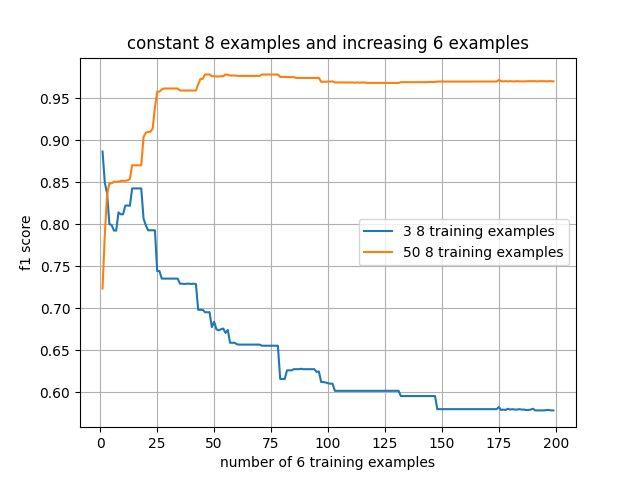 constant 8 examples and increasing 6 examples
f1 score
0.95
0.90
0.85
0.80
0.75
0.70
0.65
0.60
3 8 training examples
50 8 training examples
0 25 50 75 100 125 150 175 200
number of 6 training examples